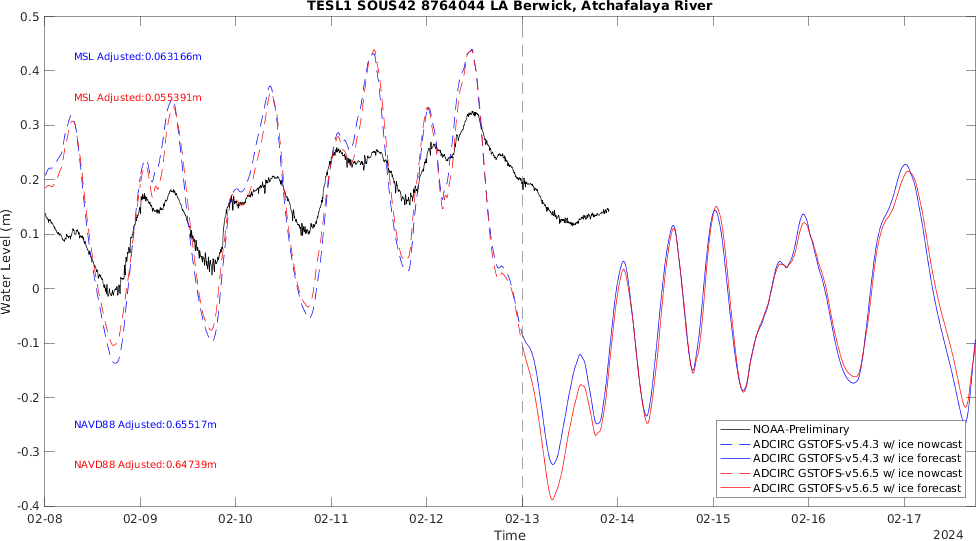 TESL1 SOUS42 8764044 LA Berwick, Atchafalaya River
0.5
0.4
0.3
0.2
0.1
0
-0.1
-0.2
-0.3
-0.4
Water Level (m)
MSL Adjusted:0.063166m
MSL Adjusted:0.055391m
NAVD88 Adjusted:0.65517m
NAVD88 Adjusted:0.64739m
NOAA-Preliminary
ADCIRC GSTOFS-v5.4.3 w/ ice nowcast
ADCIRC GSTOFS-v5.4.3 w/ ice forecast
ADCIRC GSTOFS-v5.6.5 w/ ice nowcast
ADCIRC GSTOFS-v5.6.5 w/ ice forecast
02-08 02-09 02-10 02-11 02-12 02-13 02-14 02-15 02-16 02-17
Time
2024